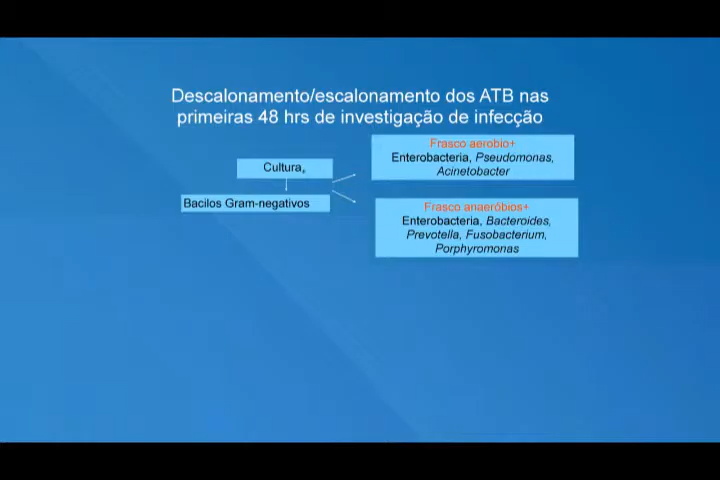 Descalonamento/escalonamento dos ATB nas
primeiras 48 hrs de investigação de infecção
Cultura+
Bacilos Gram-negativos
Frasco aerobio+
Enterobacteria, Pseudomonas,
Acinetobacter
Frasco anaeróbios+
Enterobacteria, Bacteroides,
Prevotella, Fusobacterium,
Porphyromonas